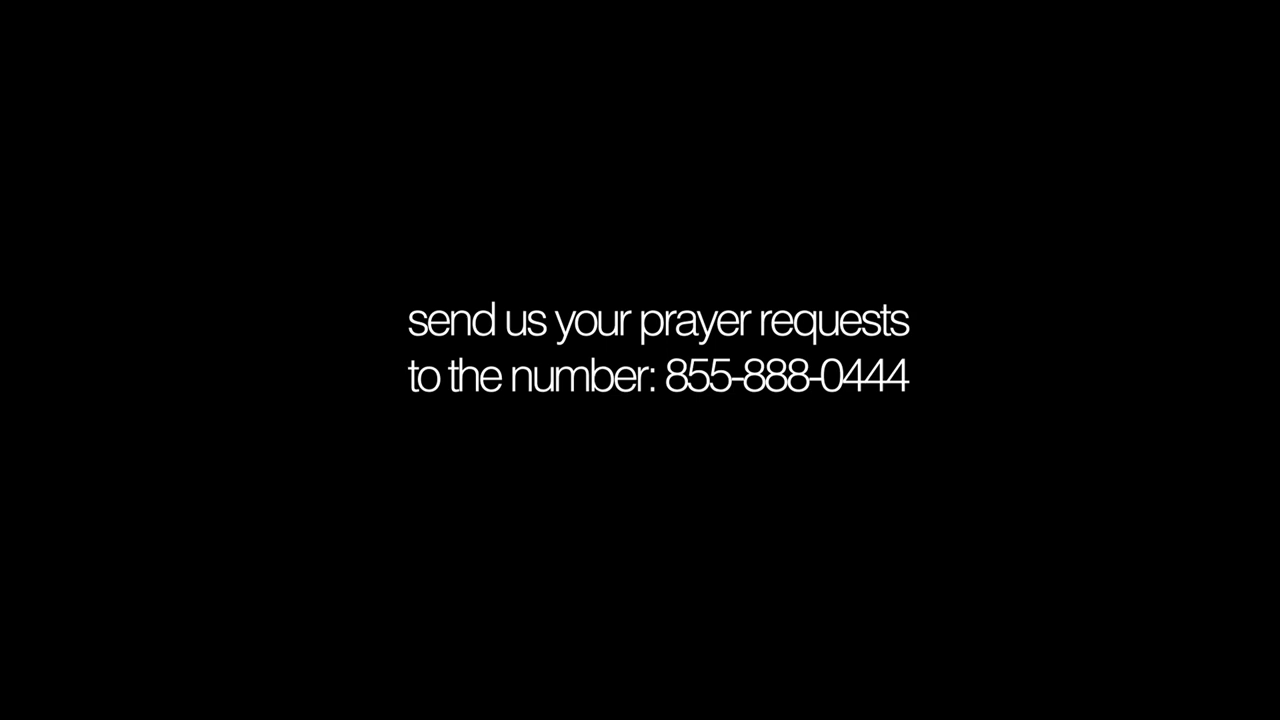 send us your prayer requests
to the number: 855-888-0444